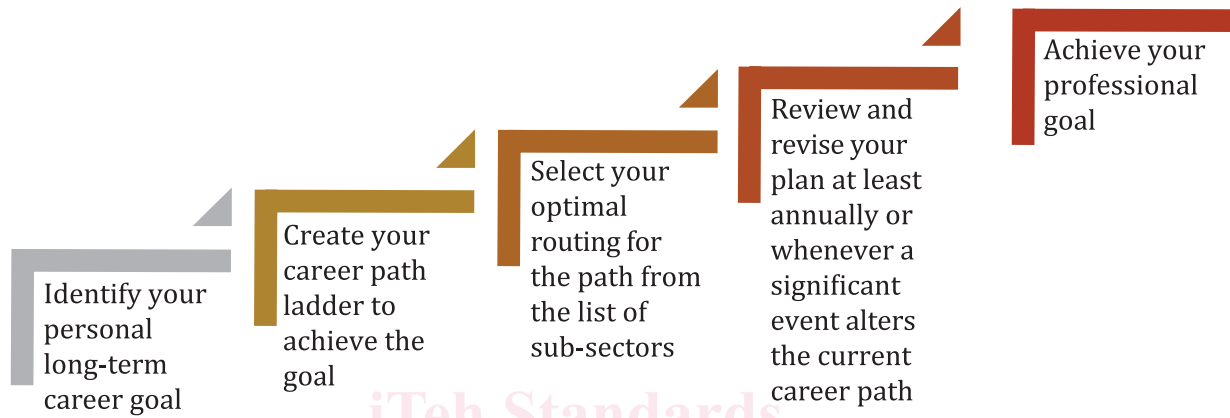 Identify your
personal
long-term
career goal
Create your
career path
ladder to
achieve the
goal
Select your
optimal
routing for
the path from
the list of
sub-sectors
Review and
revise your
plan at least
annually or
whenever a
significant
event alters
the current
career path
Achieve your
professional
goal
iTeh Standards